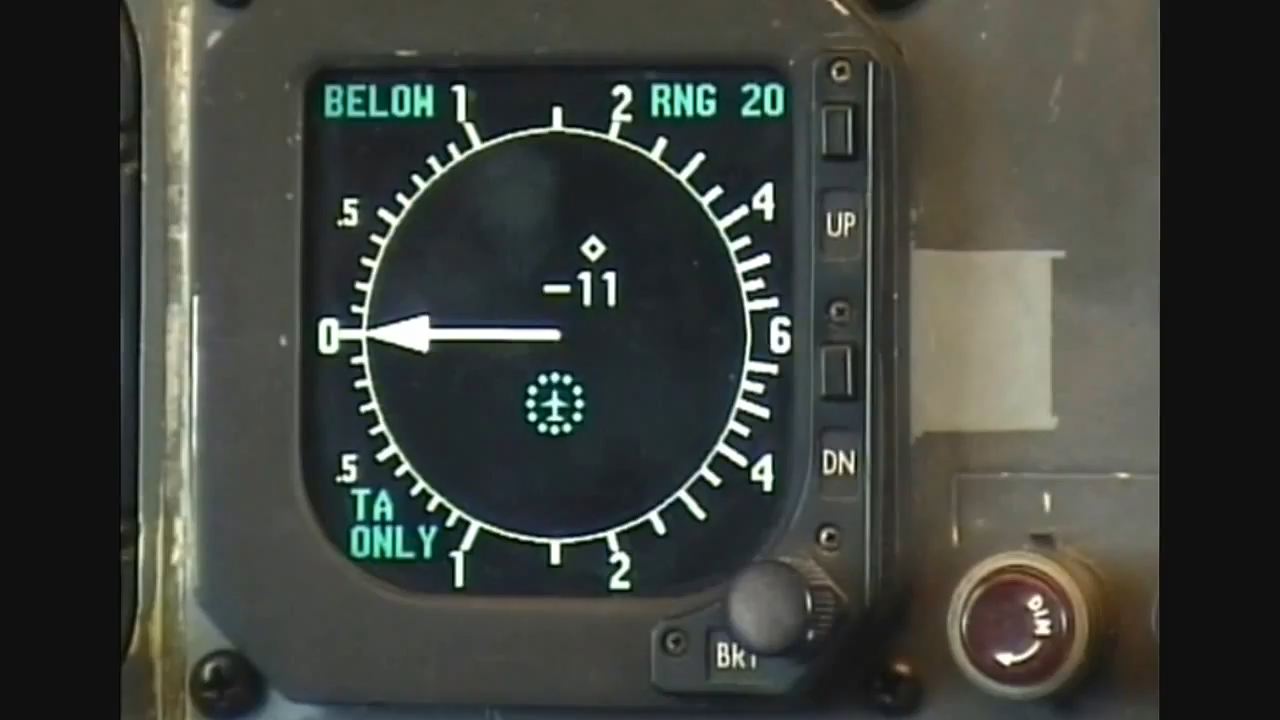 BELOW 1 2 RNG 20
.5 4
-11
0 6
.5 4
TA
ONLY
1 2
UP
DN
BRT
DIM